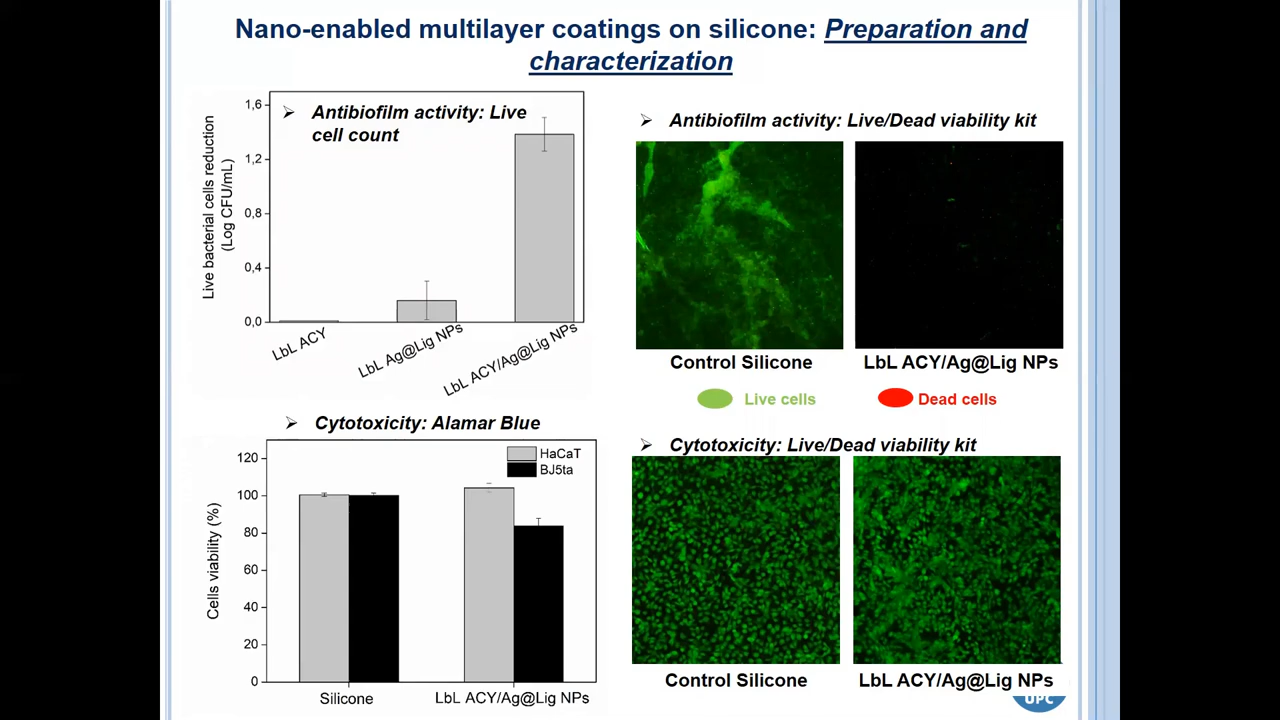 Nano-enabled multilayer coatings on silicone: Preparation and
characterization
➢ Antibiofilm activity: Live
cell count
Live bacterial cells reduction
(Log CFU/mL)
1,6
1,2
0,8
0,4
0,0
LbL ACY
LbL Ag@Lig NPs
LbL ACY/Ag@Lig NPs
➢ Antibiofilm activity: Live/Dead viability kit
Control Silicone
LbL ACY/Ag@Lig NPs
Live cells
Dead cells
➢ Cytotoxicity: Alamar Blue
HaCaT
BJ5ta
Cells viability (%)
120
100
80
60
40
20
0
Silicone
LbL ACY/Ag@Lig NPs
➢ Cytotoxicity: Live/Dead viability kit
Control Silicone
LbL ACY/Ag@Lig NPs
UPC